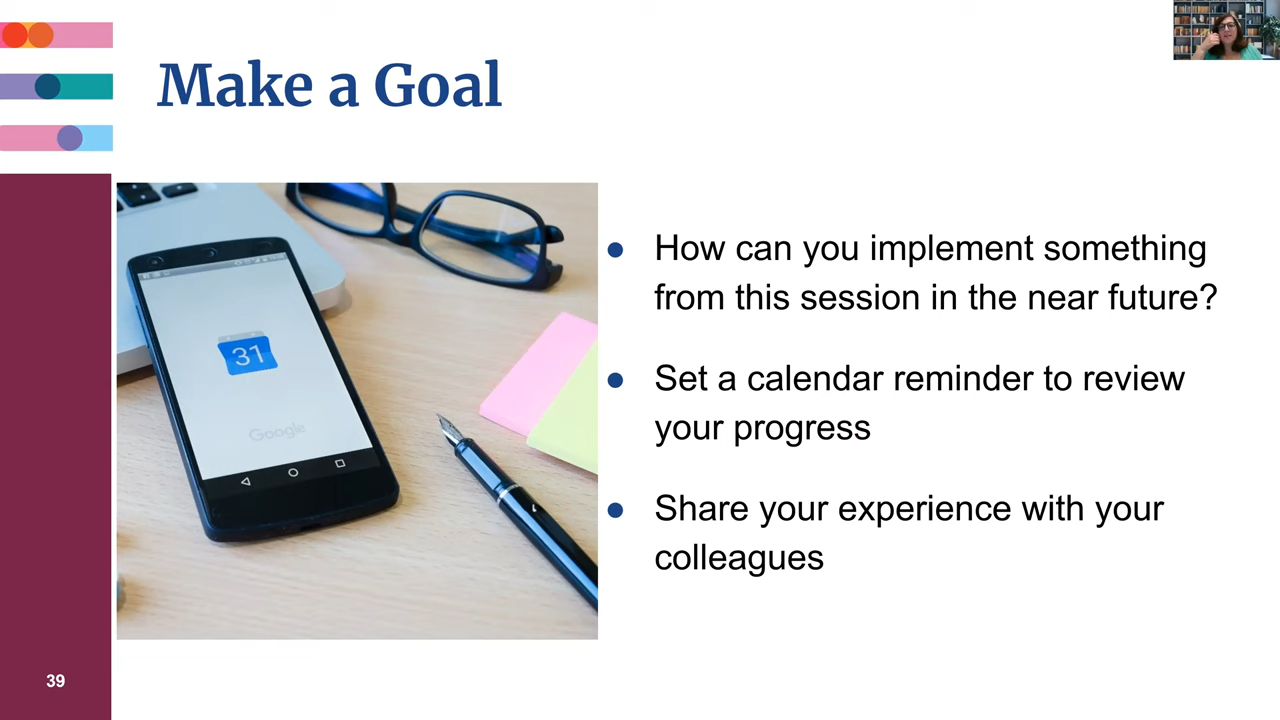 Make a Goal
31
Google
● How can you implement something
from this session in the near future?
● Set a calendar reminder to review
your progress
● Share your experience with your
colleagues
39